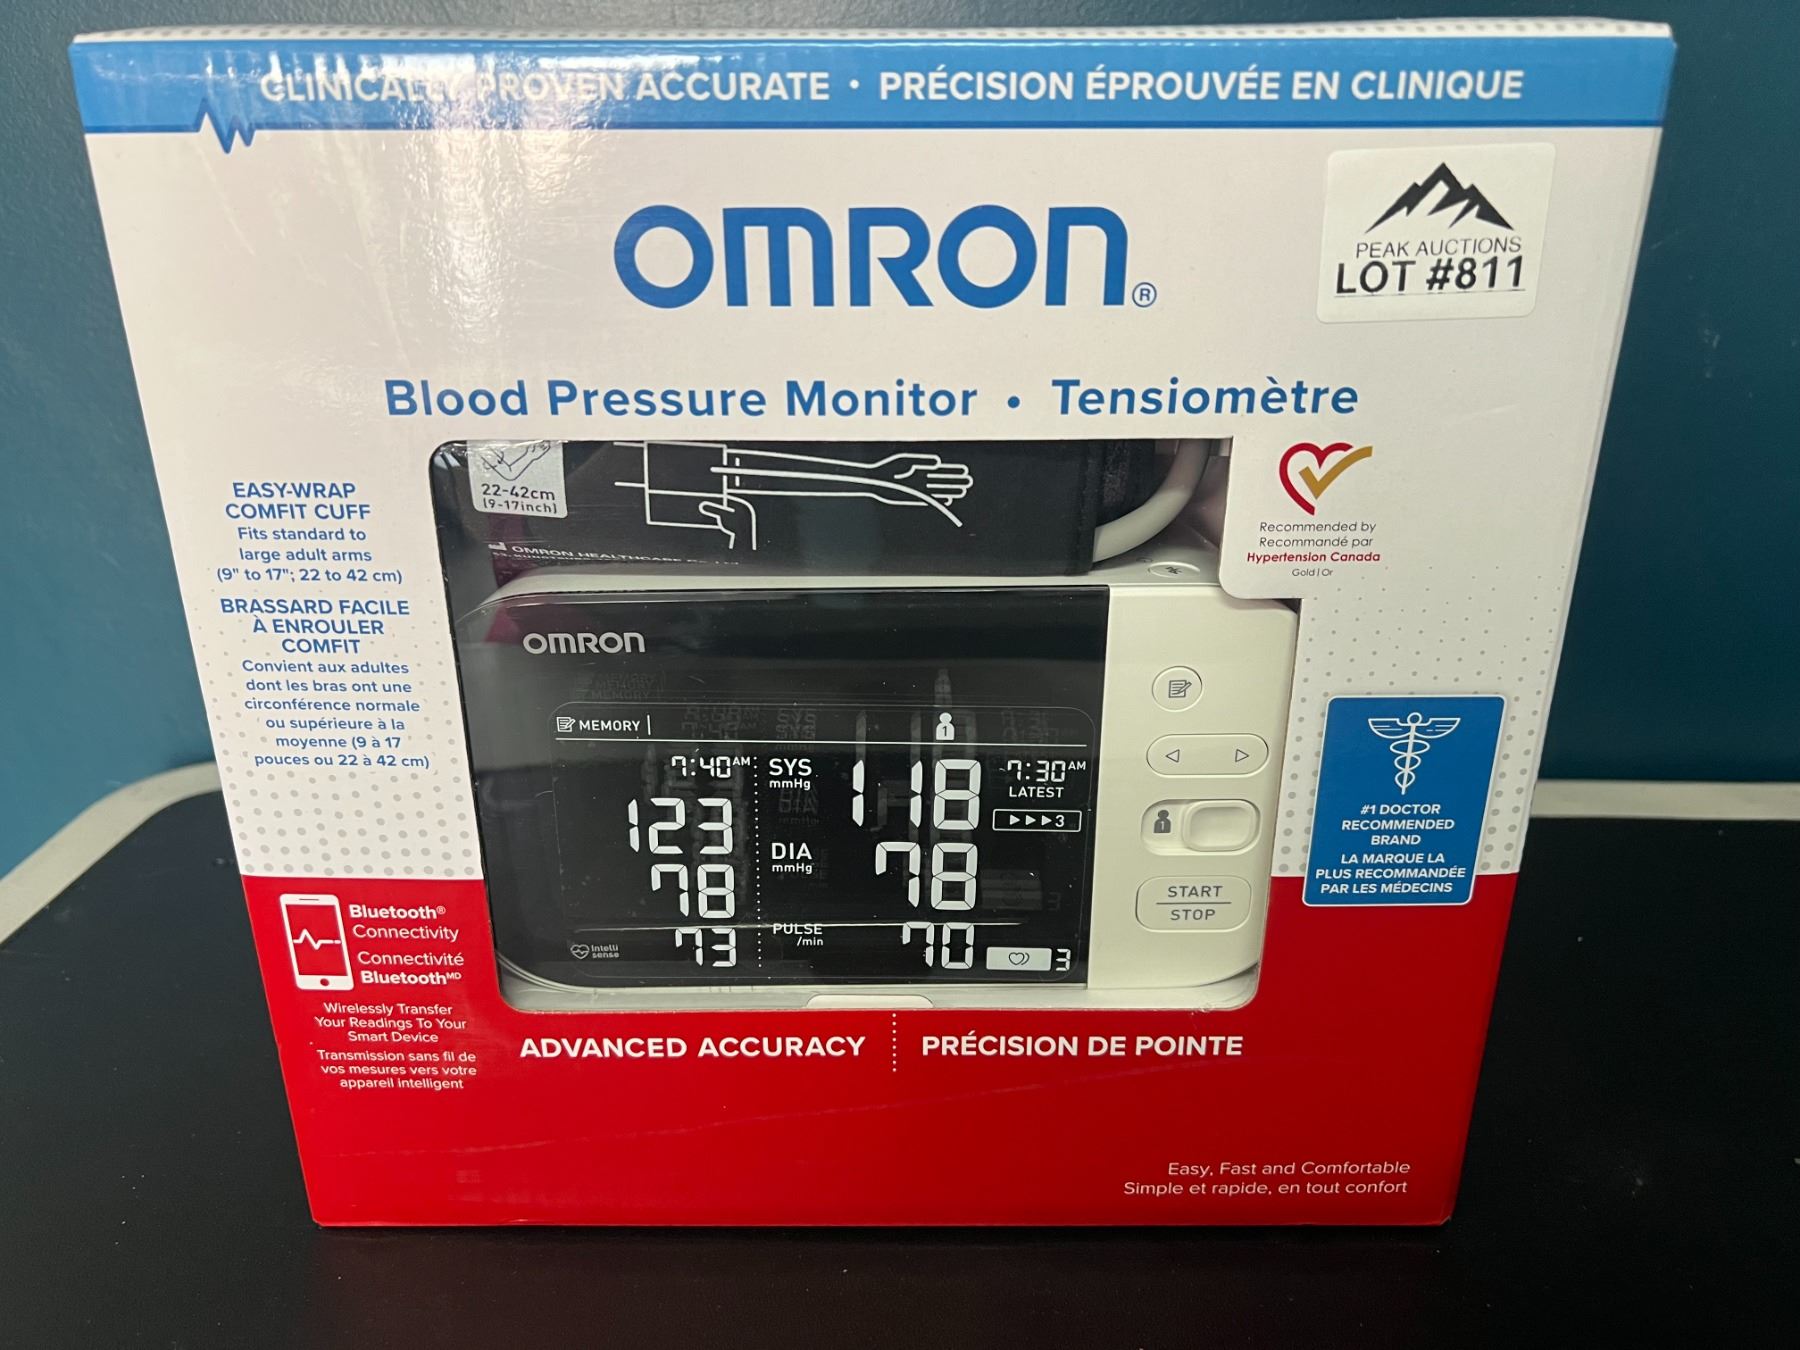 CLINICALLY PROVEN ACCURATE • PRÉCISION ÉPROUVÉE EN CLINIQUE
OMRON®
PEAK AUCTIONS
LOT #811
Blood Pressure Monitor • Tensiomètre
EASY-WRAP
COMFIT CUFF
Fits standard to
large adult arms
(9" to 17"; 22 to 42 cm)
BRASSARD FACILE
À ENROULER
COMFIT
Convient aux adultes
dont les bras ont une
circonférence normale
ou supérieure à la
moyenne (9 à 17
pouces ou 22 à 42 cm)
22-42cm
(9-17inch)
OMRON HEALTHCARE
Recommended by
Recommandé par
Hypertension Canada
Gold | Or
OMRON
MEMORY
1
7:40AM
SYS
mmHg
118
7:30AM
LATEST
3
123
DIA
mmHg
78
78
PULSE
/min
73
70
3
Intelli
sense
1
START
STOP
#1 DOCTOR
RECOMMENDED
BRAND
LA MARQUE LA
PLUS RECOMMANDÉE
PAR LES MÉDECINS
Bluetooth®
Connectivity
Connectivité
BluetoothMD
Wirelessly Transfer
Your Readings To Your
Smart Device
Transmission sans fil de
vos mesures vers votre
appareil intelligent
ADVANCED ACCURACY
PRÉCISION DE POINTE
Easy, Fast and Comfortable
Simple et rapide, en tout confort